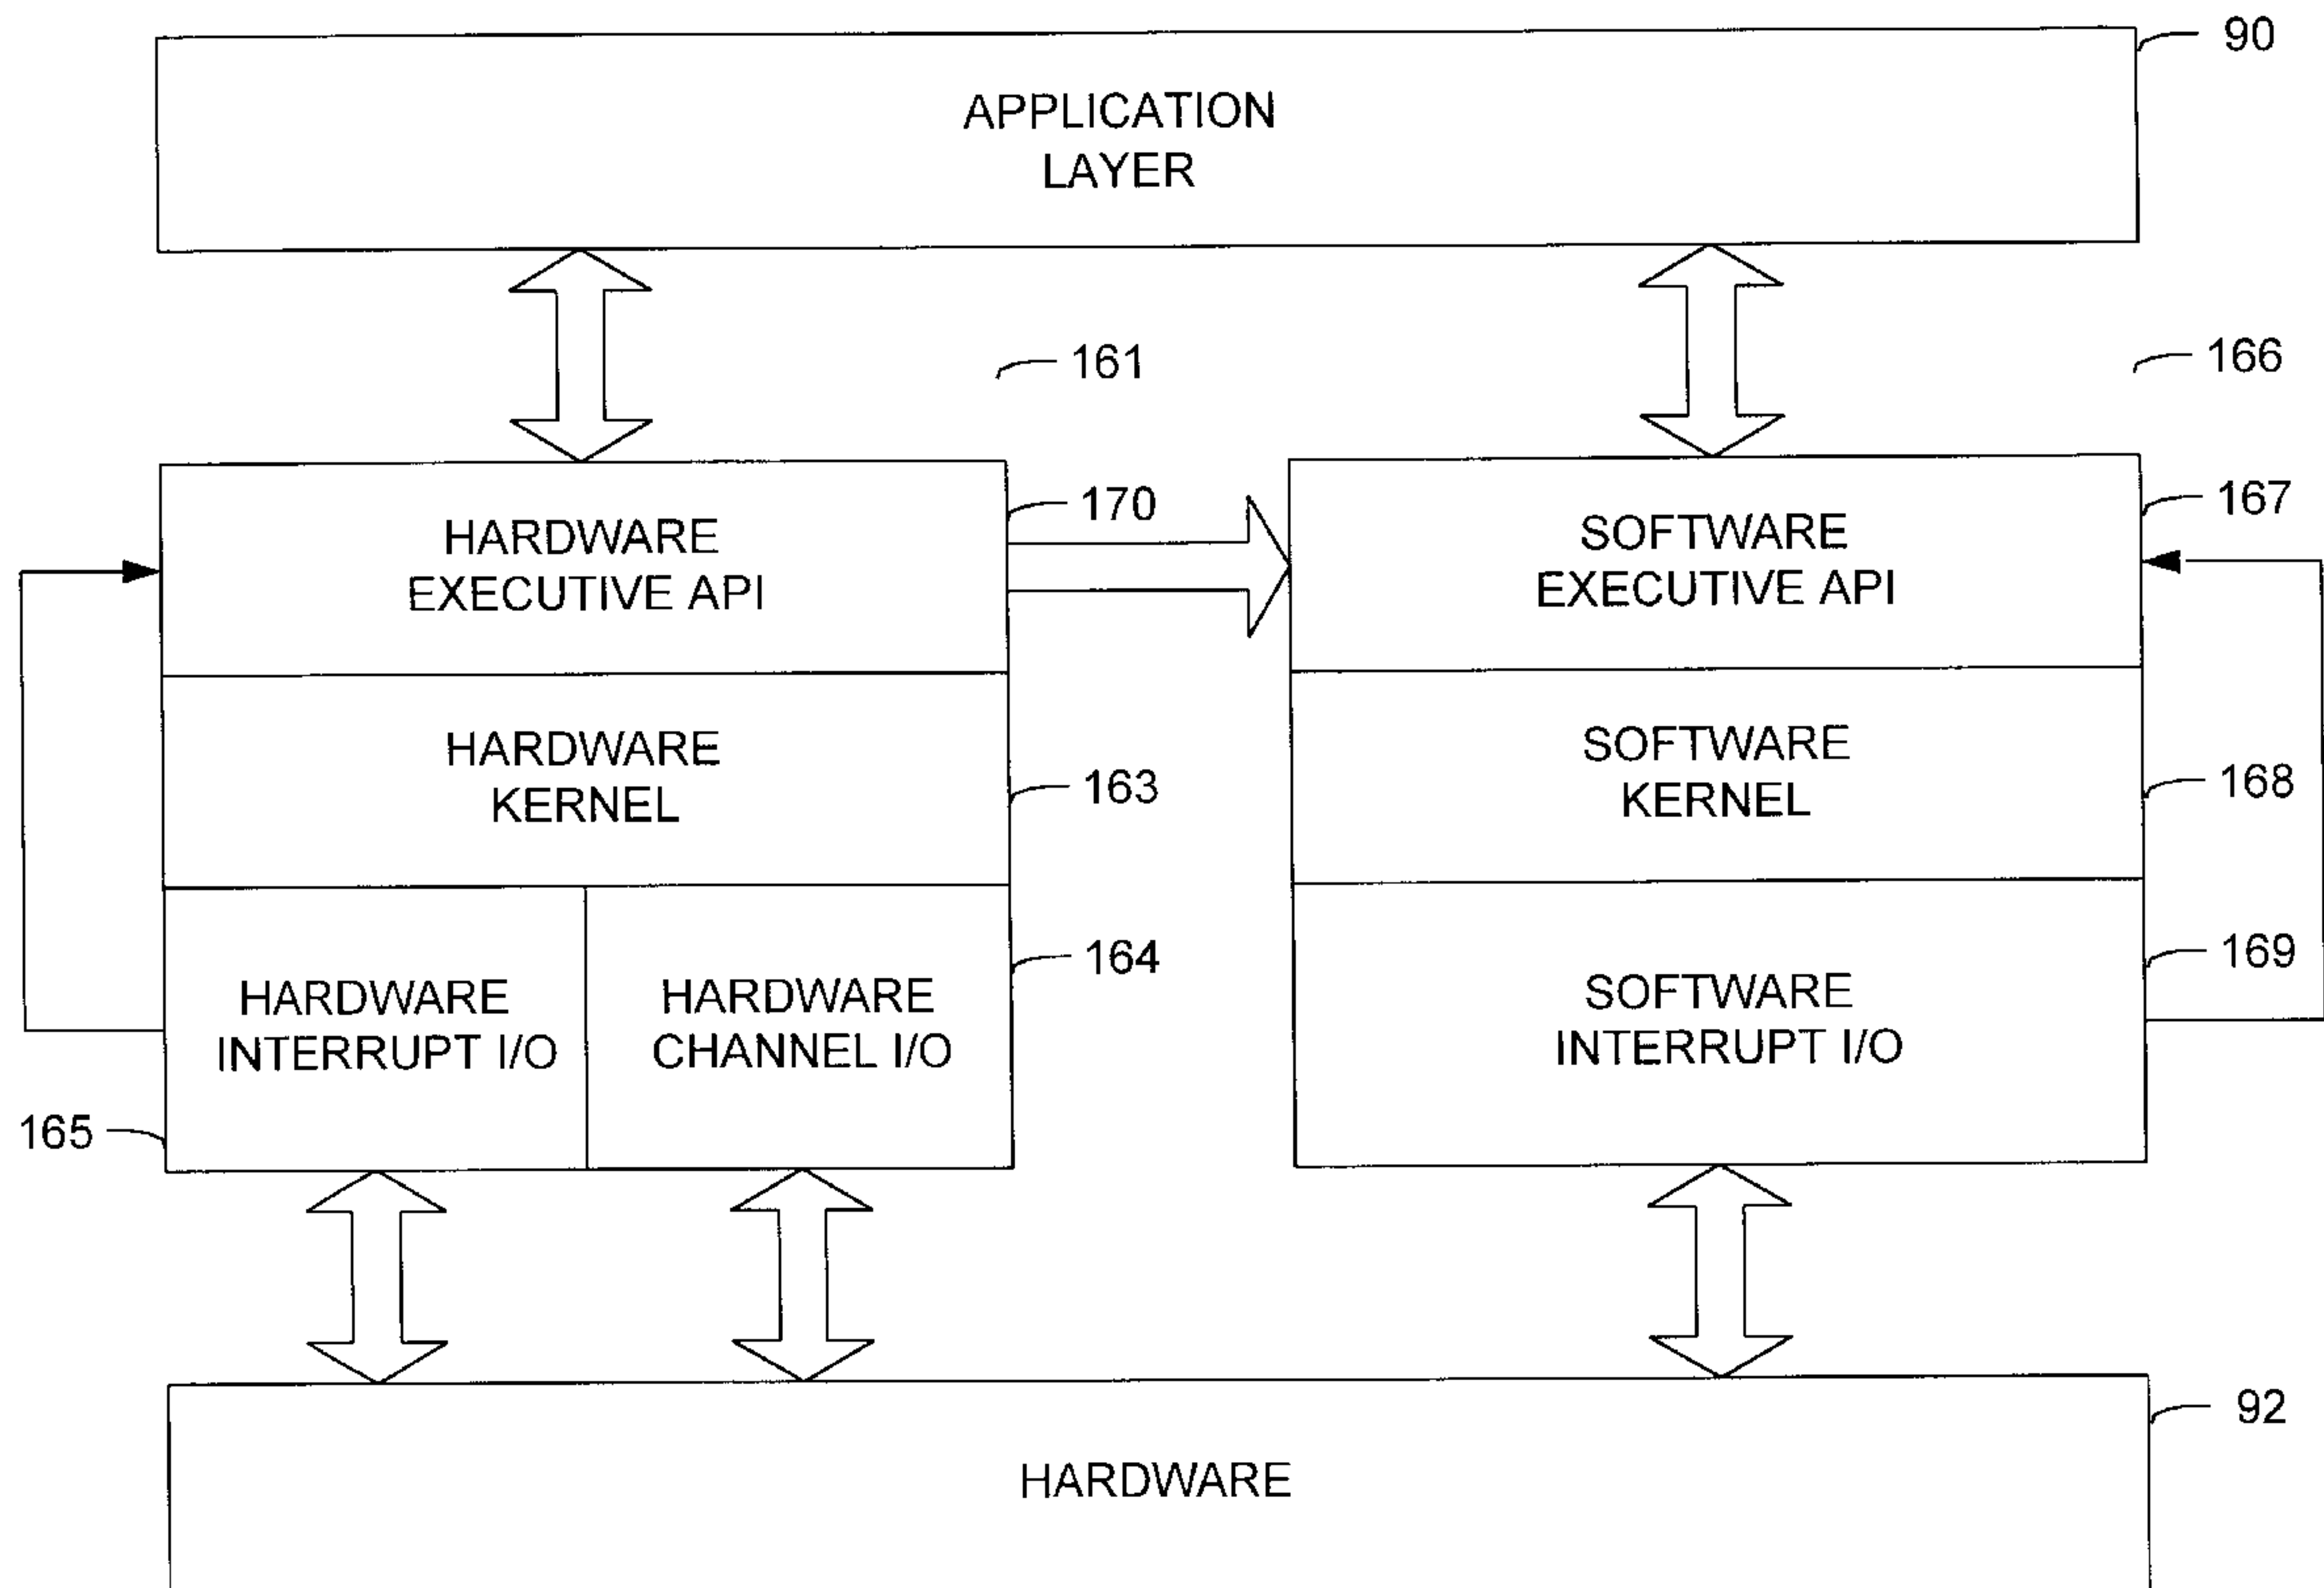 90
APPLICATION
LAYER
161
166
170
167
HARDWARE
EXECUTIVE API
SOFTWARE
EXECUTIVE API
HARDWARE
KERNEL
163
SOFTWARE
KERNEL
168
164
169
HARDWARE
INTERRUPT I/O
HARDWARE
CHANNEL I/O
SOFTWARE
INTERRUPT I/O
165
92
HARDWARE